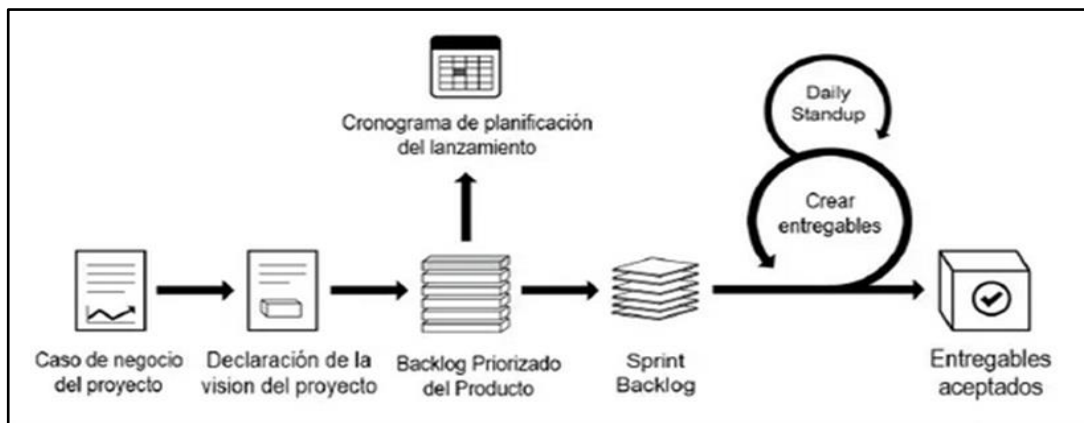 Cronograma de planificación
del lanzamiento
Daily
Standup
Crear
entregables
Caso de negocio
del proyecto
Declaración de la
vision del proyecto
Backlog Priorizado
del Producto
Sprint
Backlog
Entregables
aceptados